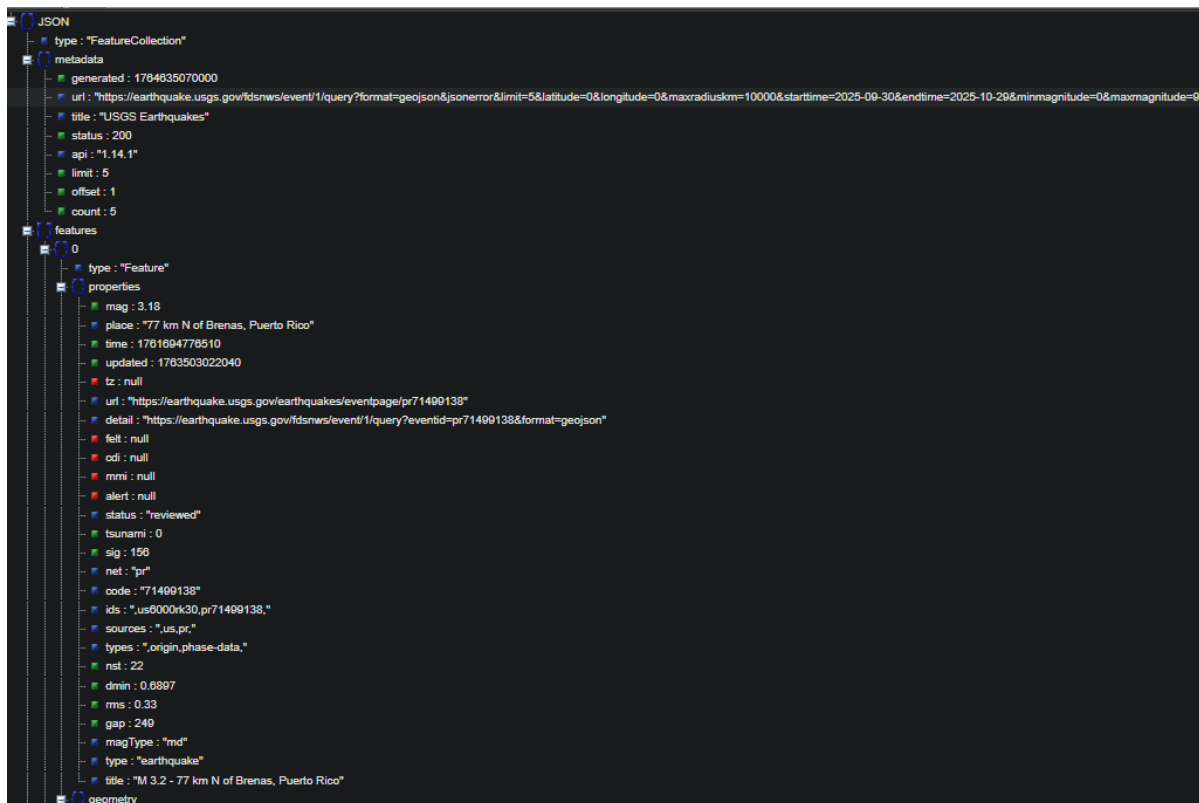 JSON
type : "FeatureCollection"
metadata
generated : 1764635070000
url : "https://earthquake.usgs.gov/fdsnws/event/1/query?format=geojson&jsonerror&limit=5&latitude=0&longitude=0&maxradiuskm=10000&starttime=2025-09-30&endtime=2025-10-29&minmagnitude=0&maxmagnitude=9
title : "USGS Earthquakes"
status : 200
api : "1.14.1"
limit : 5
offset : 1
count : 5
features
0
type : "Feature"
properties
mag : 3.18
place : "77 km N of Brenas, Puerto Rico"
time : 1761694776510
updated : 1763503022040
tz : null
url : "https://earthquake.usgs.gov/earthquakes/eventpage/pr71499138"
detail : "https://earthquake.usgs.gov/fdsnws/event/1/query?eventid=pr71499138&format=geojson"
felt : null
cdi : null
mmi : null
alert : null
status : "reviewed"
tsunami : 0
sig : 156
net : "pr"
code : "71499138"
ids : ",us6000rk30,pr71499138,"
sources : ",us,pr,"
types : ",origin,phase-data,"
nst : 22
dmin : 0.6897
rms : 0.33
gap : 249
magType : "md"
type : "earthquake"
title : "M 3.2 - 77 km N of Brenas, Puerto Rico"
geometry